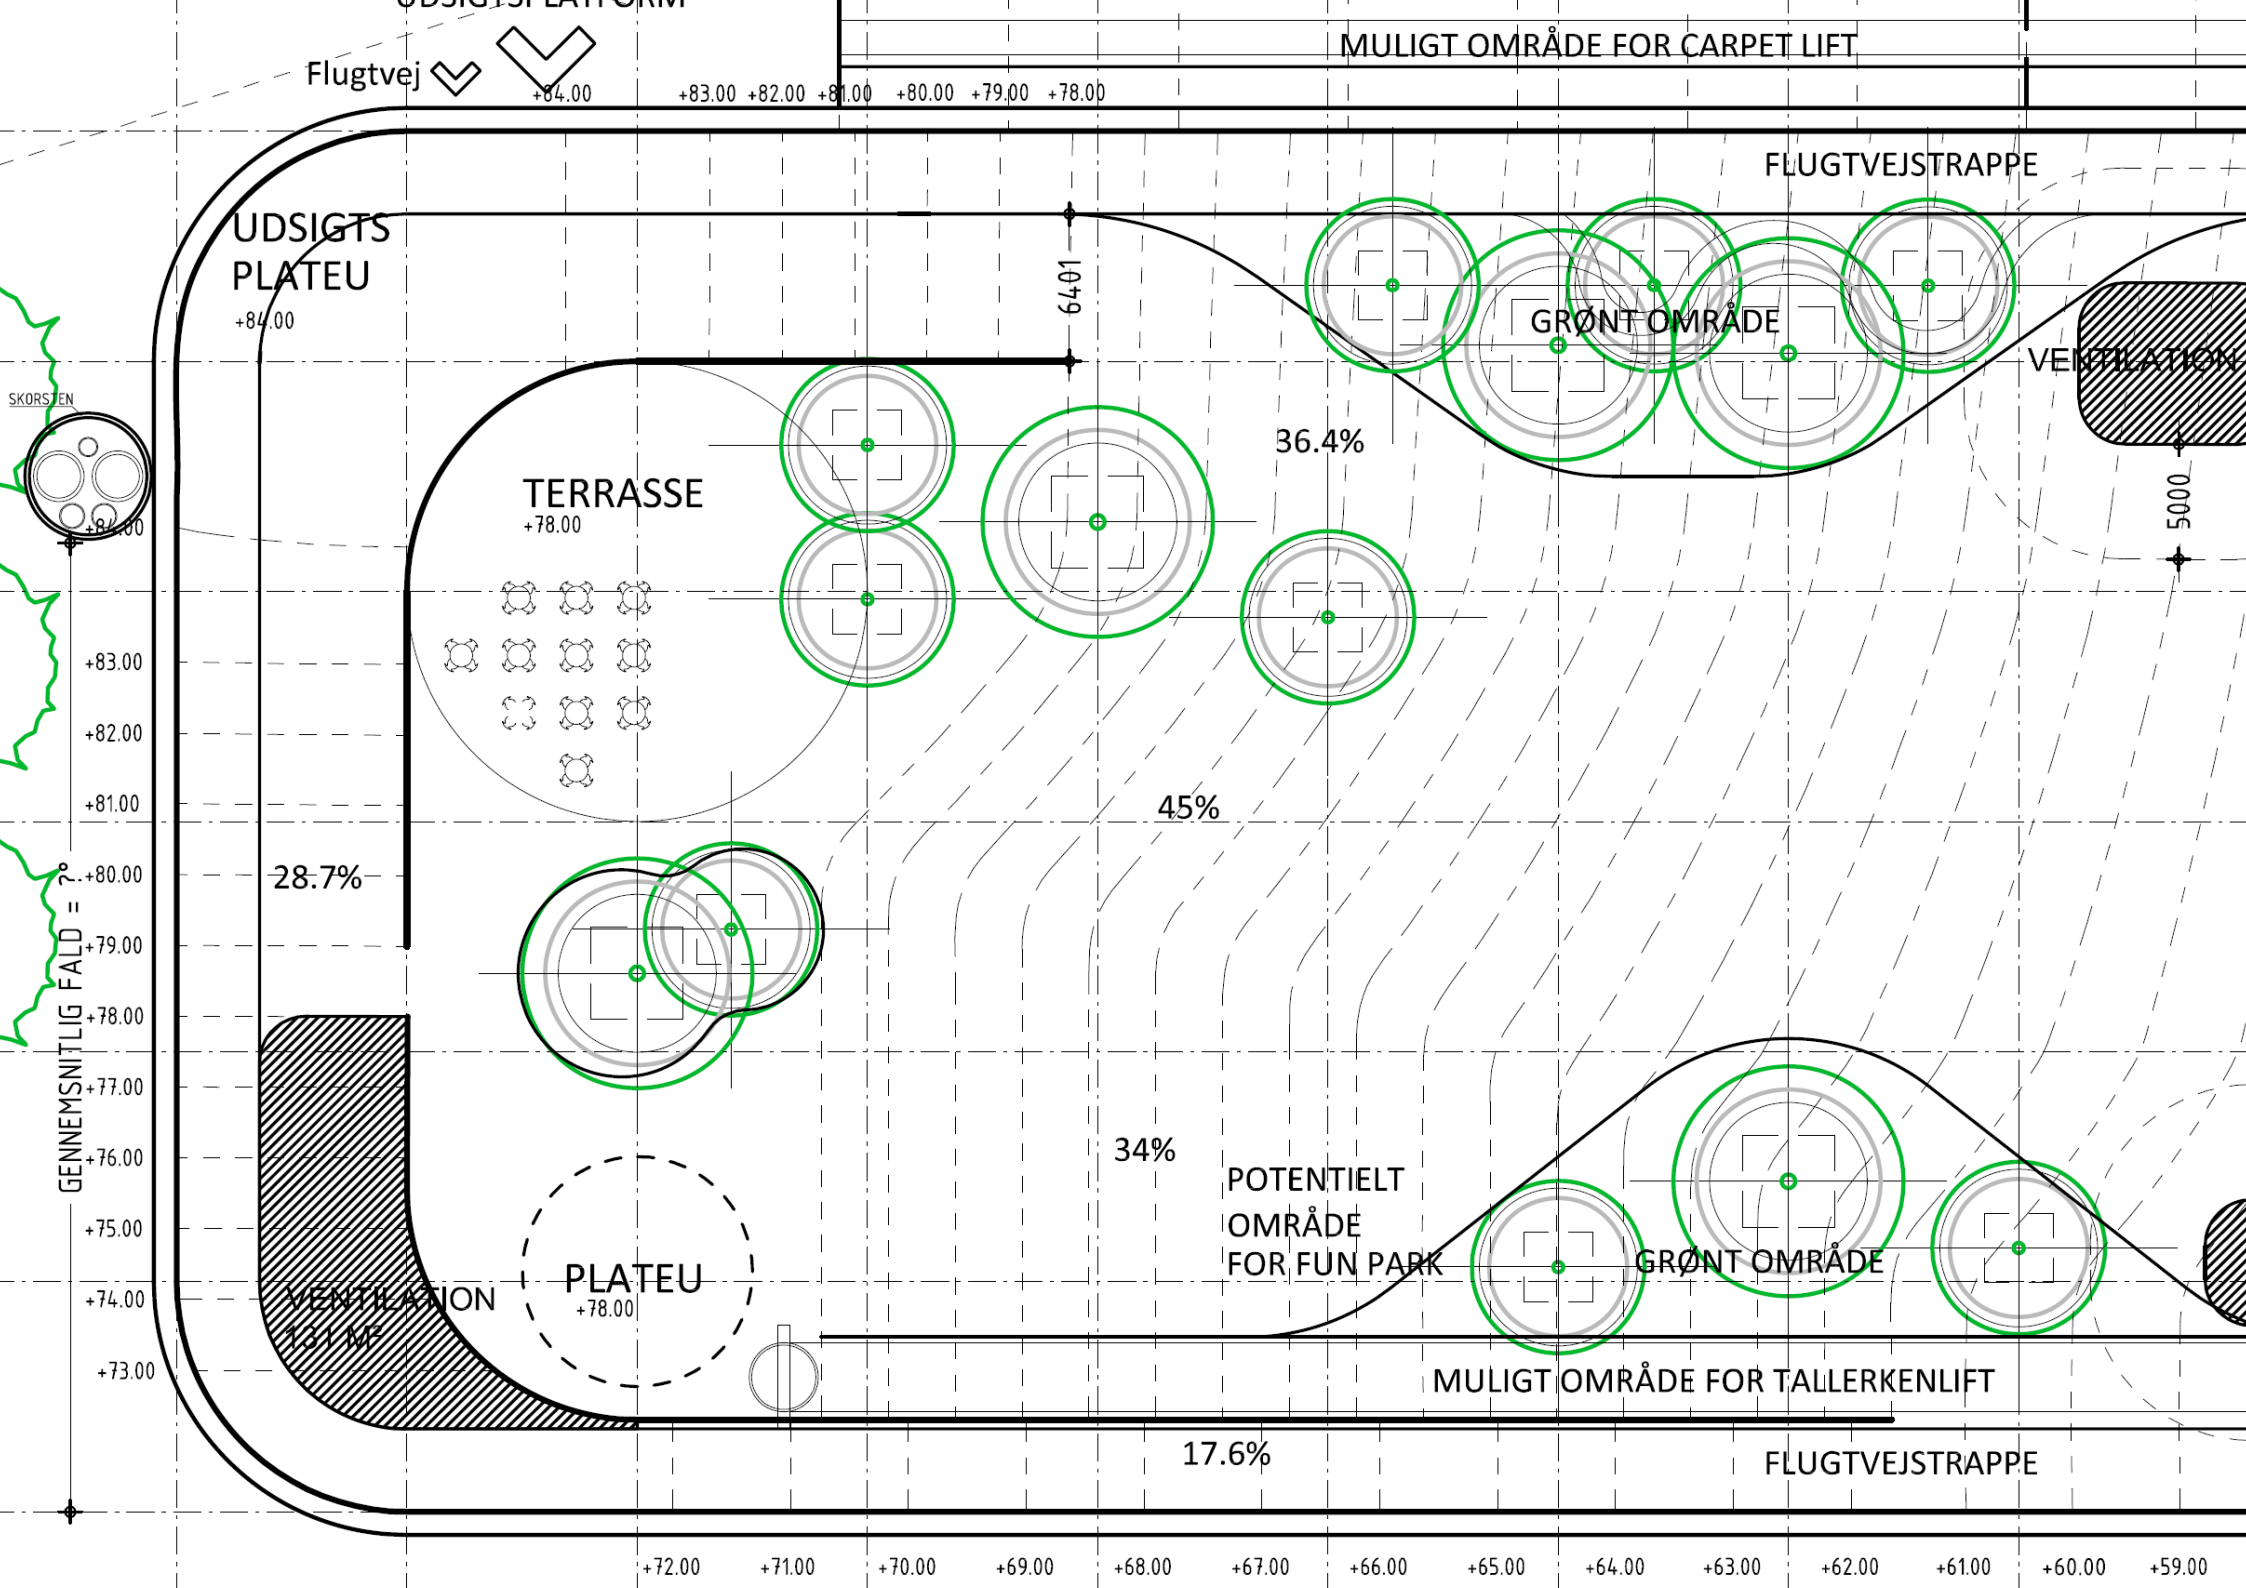 UDSIGTSPLATFORM
Flugtvej
MULIGT OMRÅDE FOR CARPET LIFT
+84.00
+83.00
+82.00
+81.00
+80.00
+79.00
+78.00
FLUGTVEJSTRAPPE
UDSIGTS
PLATEU
+84.00
6401
GRØNT OMRÅDE
VENTILATION
SKORSTEN
36.4%
TERRASSE
+78.00
5000
+84.00
+83.00
+82.00
+81.00
45%
+80.00
28.7%
+79.00
+78.00
+77.00
+76.00
+75.00
+74.00
+73.00
GENNEMSNITLIG FALD = ?°
34%
POTENTIELT
OMRÅDE
FOR FUN PARK
GRØNT OMRÅDE
PLATEU
+78.00
VENTILATION
131 M²
MULIGT OMRÅDE FOR TALLERKENLIFT
17.6%
FLUGTVEJSTRAPPE
+72.00
+71.00
+70.00
+69.00
+68.00
+67.00
+66.00
+65.00
+64.00
+63.00
+62.00
+61.00
+60.00
+59.00